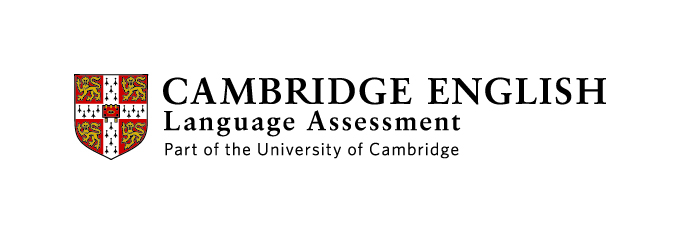 CAMBRIDGE ENGLISH
Language Assessment
Part of the University of Cambridge